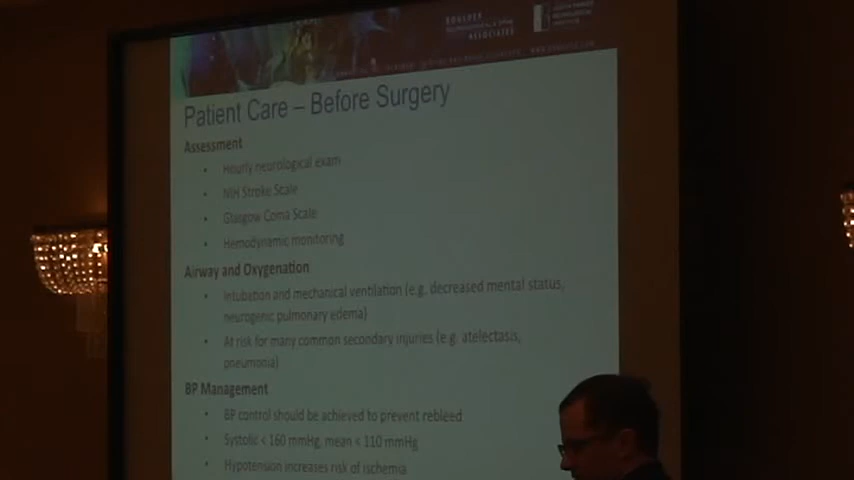 BOULDER
ASSOCIATES
Patient Care – Before Surgery
Assessment
• Hourly neurological exam
• NIH Stroke Scale
• Glasgow Coma Scale
• Hemodynamic monitoring
Airway and Oxygenation
• Intubation and mechanical ventilation (e.g. decreased mental status,
neurogenic pulmonary edema)
• At risk for many common secondary injuries (e.g. atelectasis,
pneumonia)
BP Management
• BP control should be achieved to prevent rebleed
• Systolic < 160 mmHg, mean < 110 mmHg
• Hypotension increases risk of ischemia